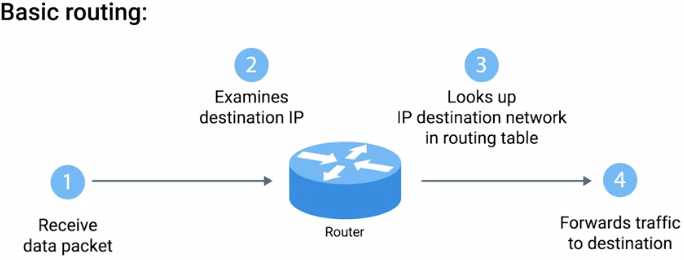 Basic routing:
1
Receive
data packet
2
Examines
destination IP
Router
3
Looks up
IP destination network
in routing table
4
Forwards traffic
to destination